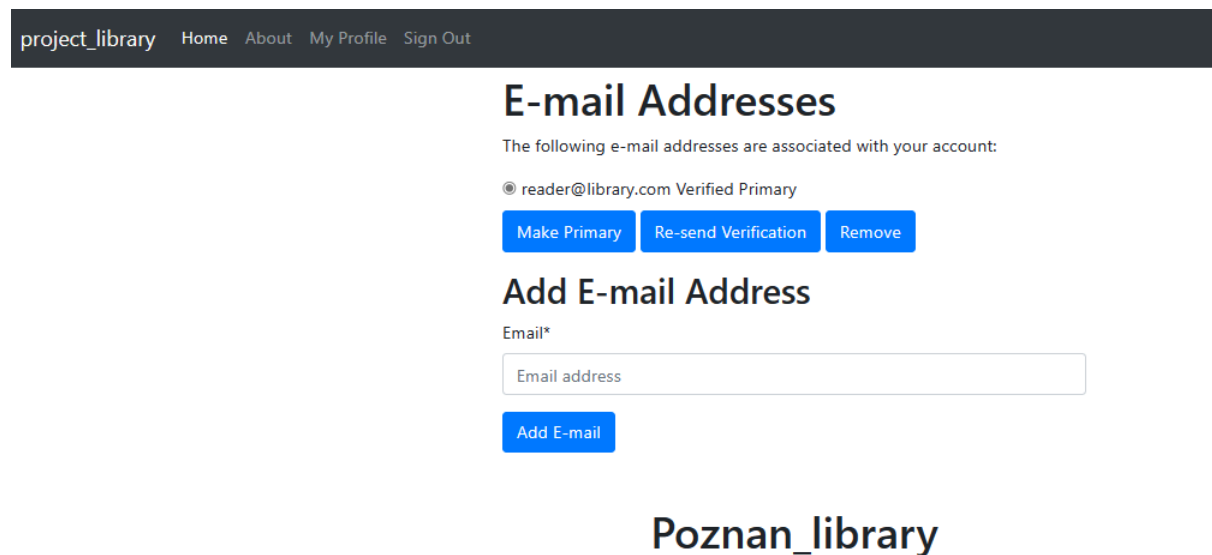 project_library Home About My Profile Sign Out
E-mail Addresses
The following e-mail addresses are associated with your account:
reader@library.com Verified Primary
Make Primary Re-send Verification Remove
Add E-mail Address
Email*
Email address
Add E-mail
Poznan_library